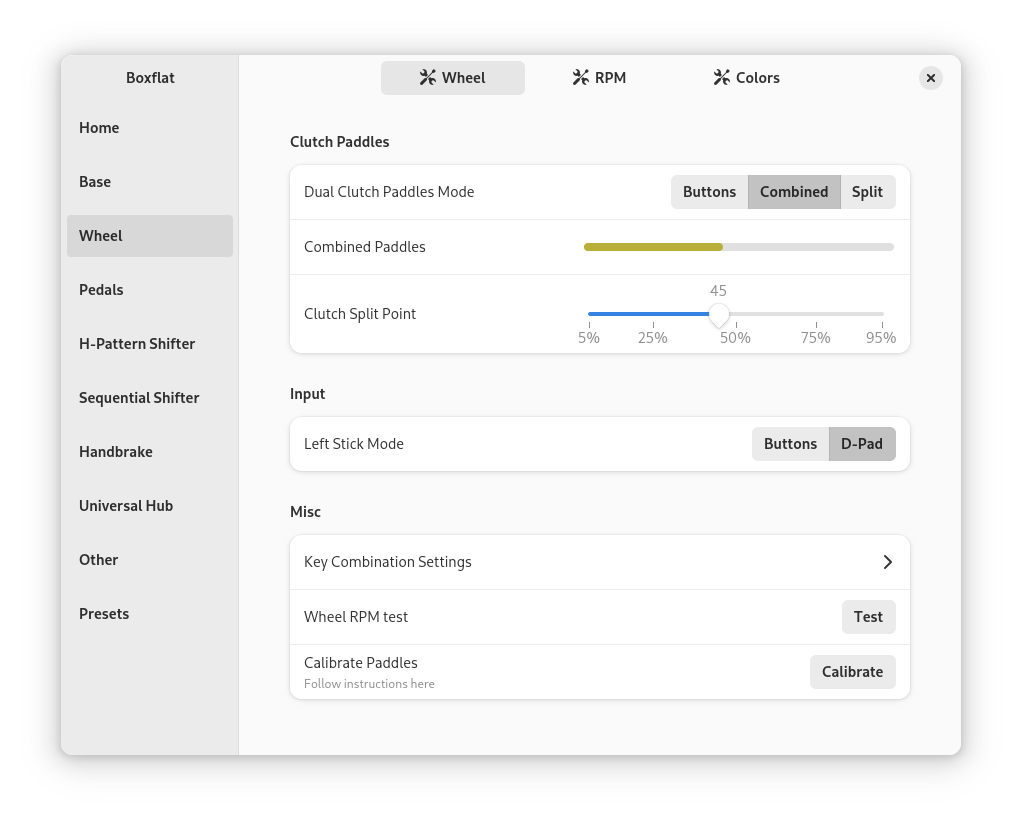 Boxflat
Home
Base
Wheel
Pedals
H-Pattern Shifter
Sequential Shifter
Handbrake
Universal Hub
Other
Presets
Wheel RPM Colors
Clutch Paddles
Dual Clutch Paddles Mode Buttons Combined Split
Combined Paddles
45
Clutch Split Point
5% 25% 50% 75% 95%
Input
Left Stick Mode Buttons D-Pad
Misc
Key Combination Settings
Wheel RPM test Test
Calibrate Paddles Calibrate
Follow instructions here